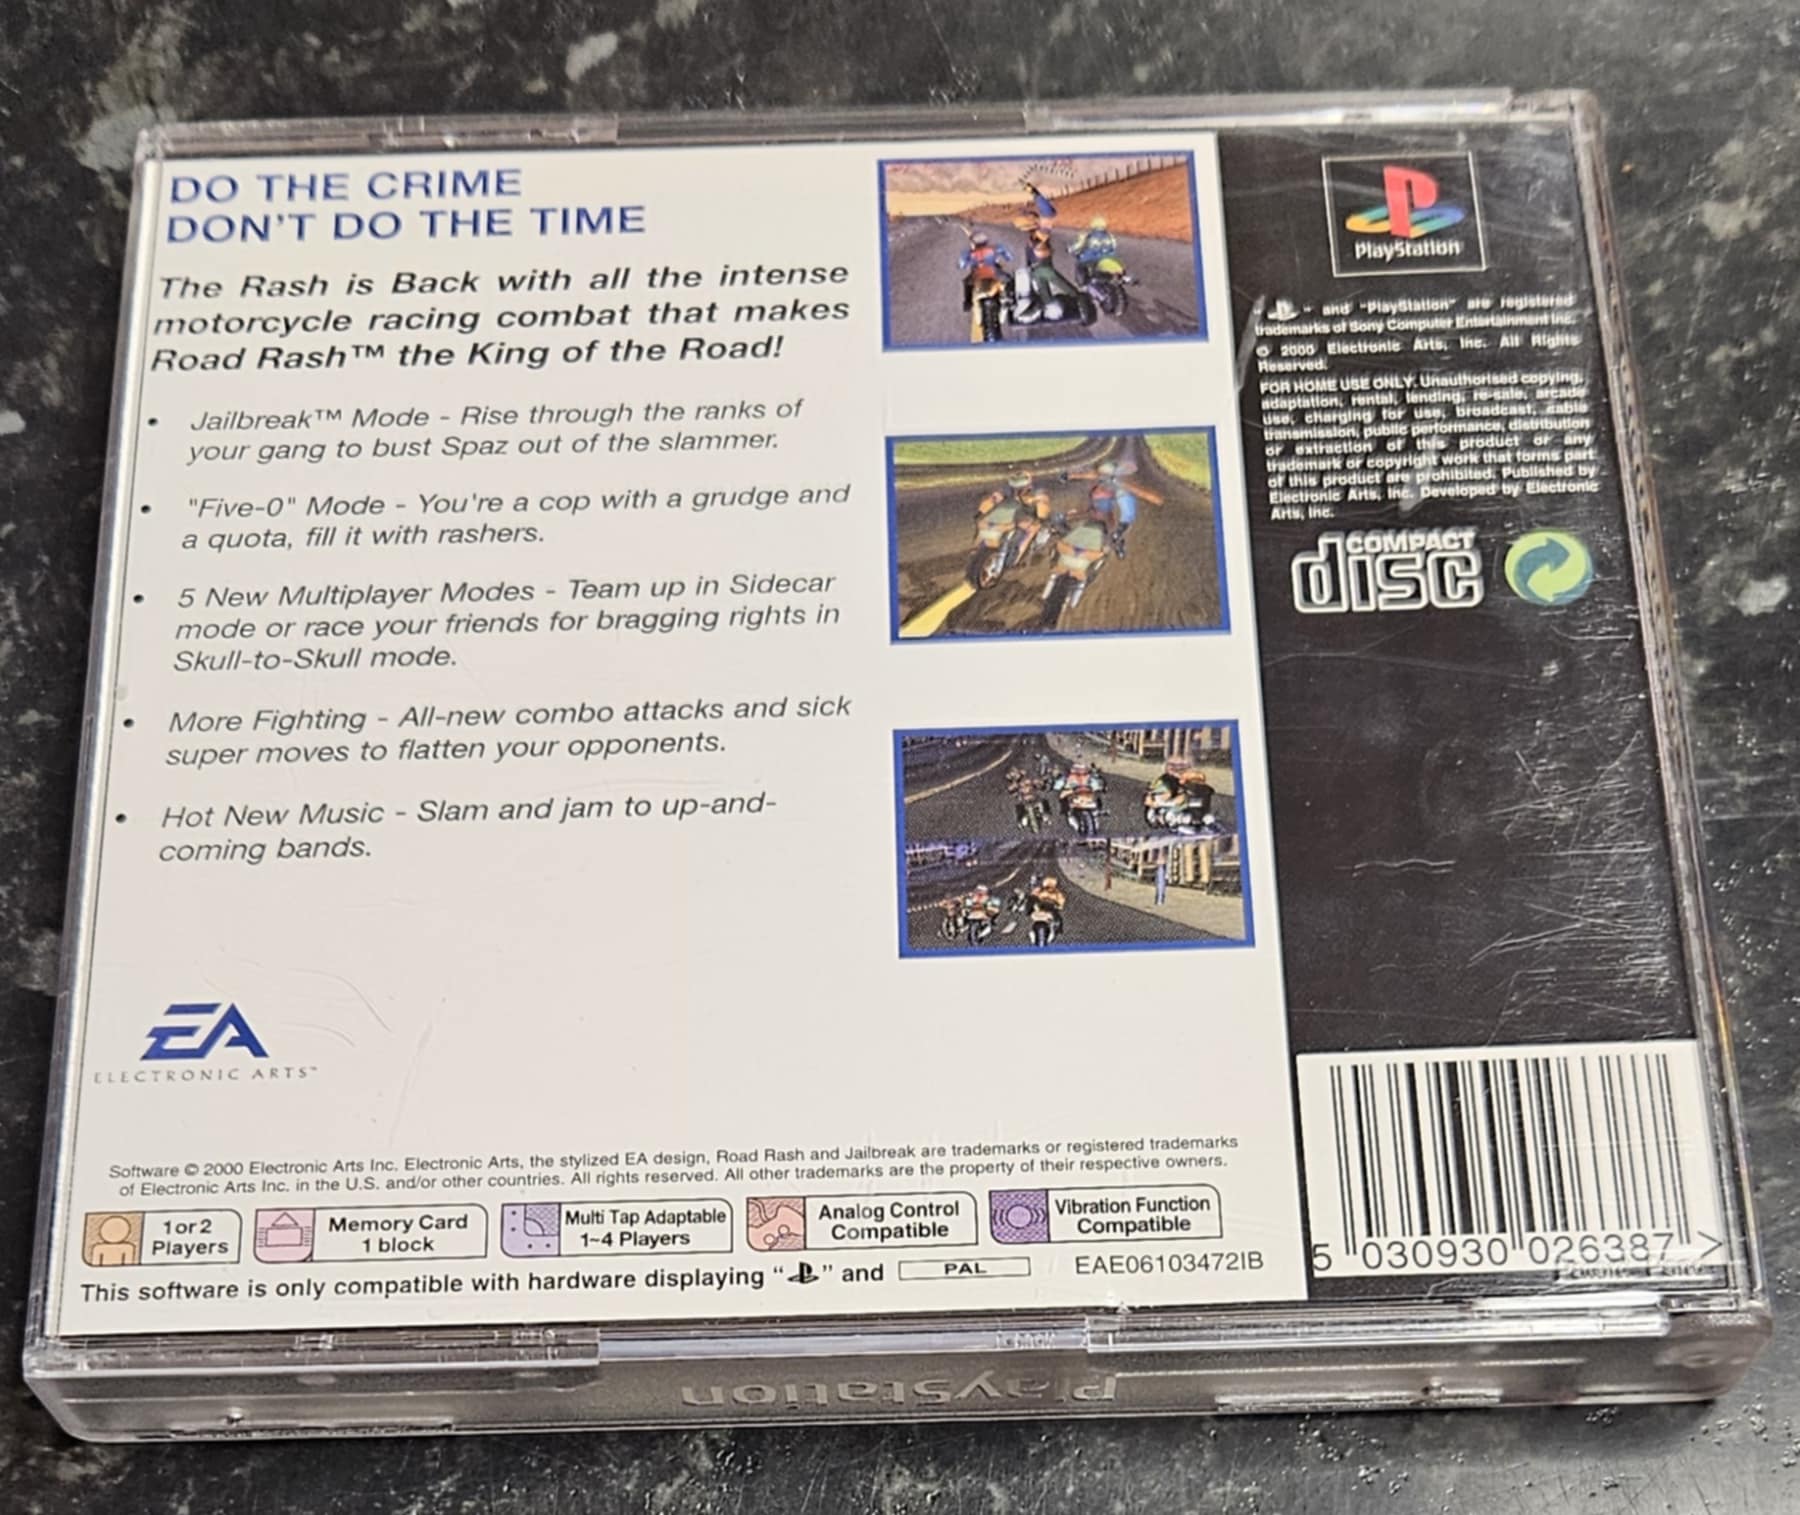 DO THE CRIME
DON'T DO THE TIME
The Rash is Back with all the intense
motorcycle racing combat that makes
Road Rash™ the King of the Road!
• Jailbreak™ Mode - Rise through the ranks of
your gang to bust Spaz out of the slammer.
• "Five-0" Mode - You're a cop with a grudge and
a quota, fill it with rashers.
• 5 New Multiplayer Modes - Team up in Sidecar
mode or race your friends for bragging rights in
Skull-to-Skull mode.
• More Fighting - All-new combo attacks and sick
super moves to flatten your opponents.
• Hot New Music - Slam and jam to up-and-
coming bands.
EA
ELECTRONIC ARTS™
Software © 2000 Electronic Arts Inc. Electronic Arts, the stylized EA design, Road Rash and Jailbreak are trademarks or registered trademarks
of Electronic Arts Inc. in the U.S. and/or other countries. All rights reserved. All other trademarks are the property of their respective owners.
1 or 2
Players
Memory Card
1 block
Multi Tap Adaptable
1~4 Players
Analog Control
Compatible
Vibration Function
Compatible
This software is only compatible with hardware displaying “ ” and PAL EAE06103472IB
PlayStation
“ ” and “PlayStation” are registered
trademarks of Sony Computer Entertainment Inc.
© 2000 Electronic Arts, Inc. All Rights
Reserved.
FOR HOME USE ONLY. Unauthorised copying,
adaptation, rental, lending, re-sale, arcade
use, charging for use, broadcast, cable
transmission, public performance, distribution
or extraction of this product or any
trademark or copyright work that forms part
of this product are prohibited. Published by
Electronic Arts, Inc. Developed by Electronic
Arts, Inc.
COMPACT
disc
5 030930 026387 >
PlayStation